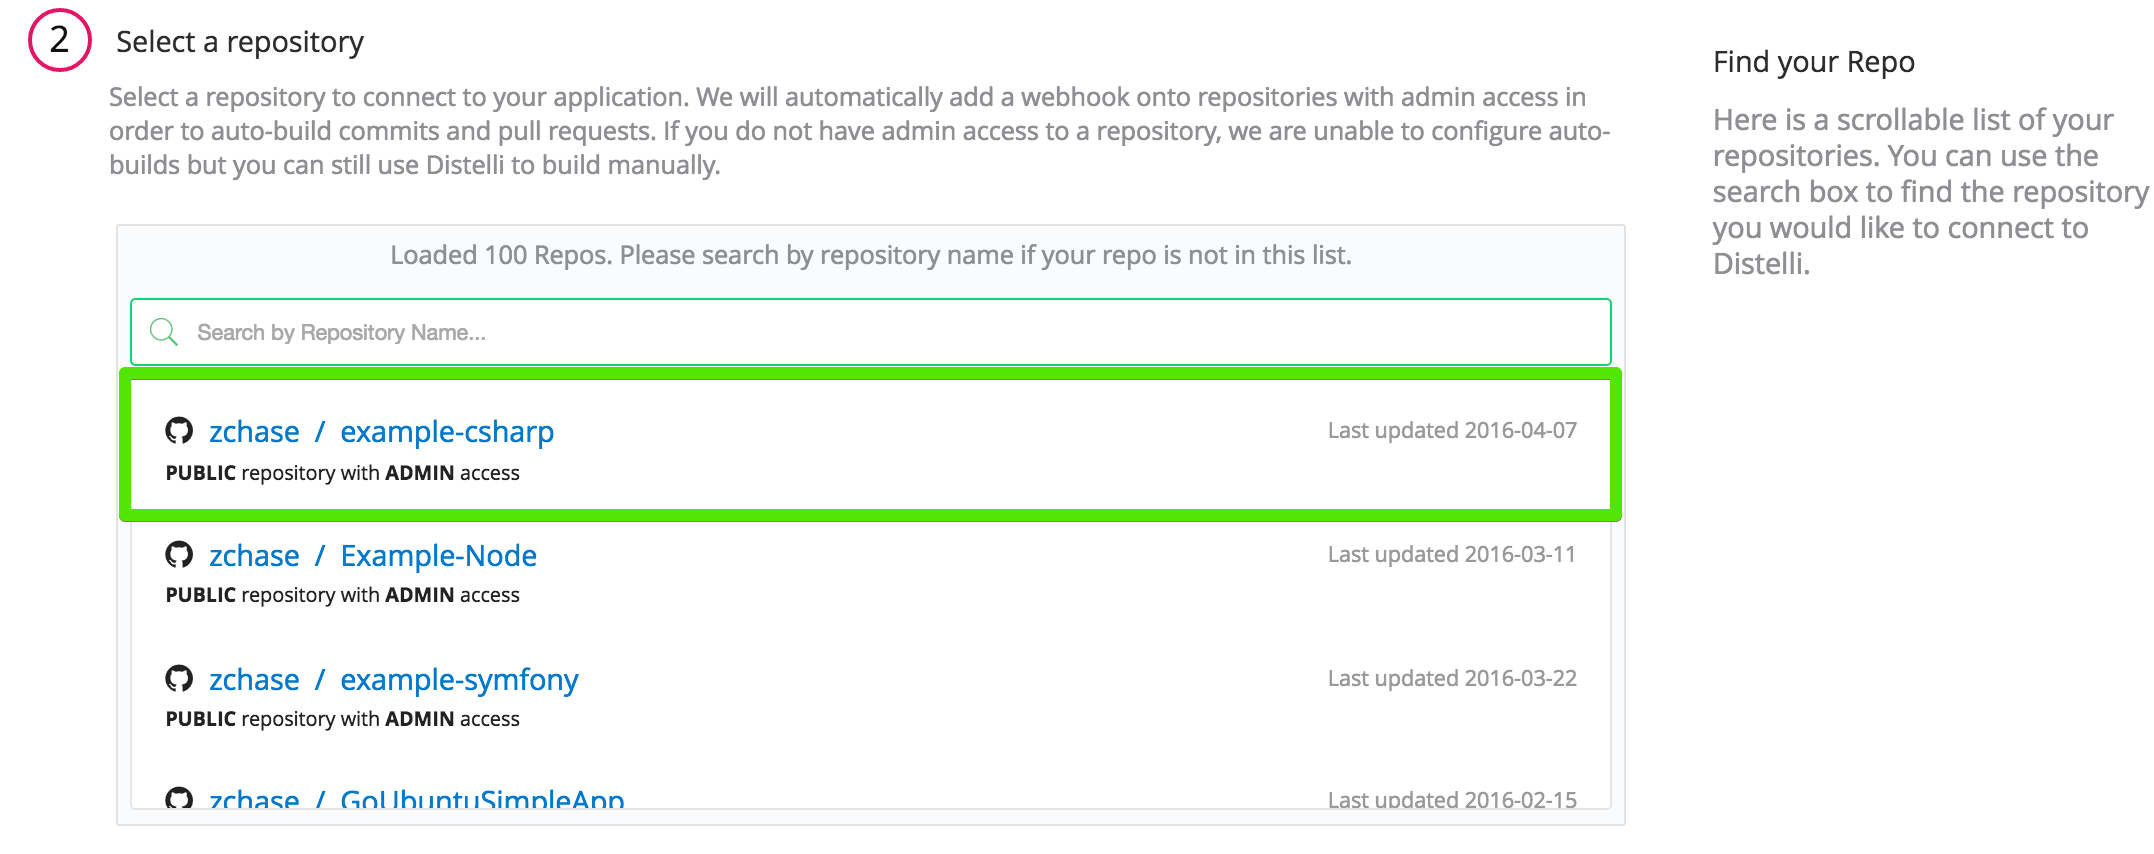 2
Select a repository
Select a repository to connect to your application. We will automatically add a webhook onto repositories with admin access in
order to auto-build commits and pull requests. If you do not have admin access to a repository, we are unable to configure auto-
builds but you can still use Distelli to build manually.
Loaded 100 Repos. Please search by repository name if your repo is not in this list.
Search by Repository Name...
zchase / example-csharp Last updated 2016-04-07
PUBLIC repository with ADMIN access
zchase / Example-Node Last updated 2016-03-11
PUBLIC repository with ADMIN access
zchase / example-symfony Last updated 2016-03-22
PUBLIC repository with ADMIN access
zchase / GoUbuntuSimpleApp Last updated 2016-02-15
Find your Repo
Here is a scrollable list of your
repositories. You can use the
search box to find the repository
you would like to connect to
Distelli.